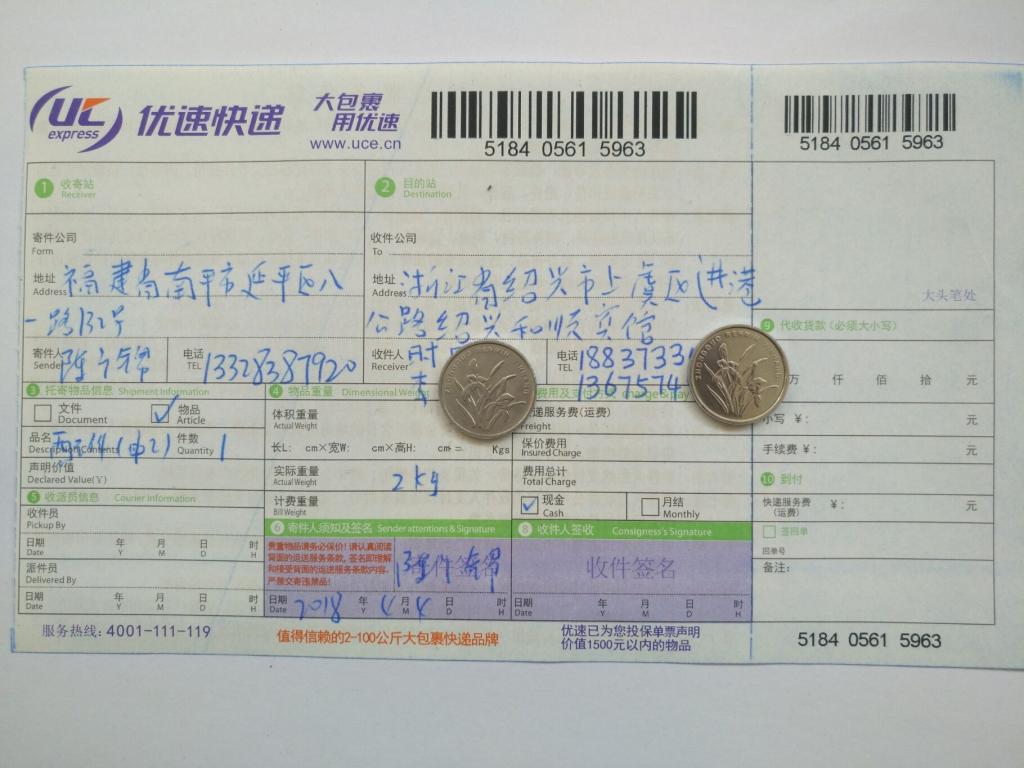 UC express 优速快递 大包裹
用优速
www.uce.cn
5184 0561 5963
5184 0561 5963
1 收寄站 Receiver
2 目的站 Destination
寄件公司 Form
收件公司 To
地址 Address 福建省南平市延平区八
一路132号
地址 Address 浙江省绍兴市上虞区进港
公路绍兴和顺实信
大头笔处
寄件人 Sender
电话 TEL 13328387920
收件人 Receiver
电话 TEL 18837331
1367574
9 代收货款(必须大小写)
万 仟 佰 拾 元
小写 ¥: 元
手续费 ¥: 元
3 托寄物品信息 Shipment Information
文件 Document
物品 Article
品名 Description Contents
件数 Quantity 1
声明价值 Declared Value(¥)
4 物品重量 Dimensional Weight
体积重量 Actual Weight
长L: cm×宽W: cm×高H: cm= Kgs
实际重量 Actual Weight 2kg
计费重量 Bill Weight
费用及支付 charge & pay
递服务费(运费) Freight
保价费用 Insured Charge
费用总计 Total Charge
现金 Cash
月结 Monthly
10 到付
快递服务费(运费) ¥: 元
签回单
回单号
备注:
5 收派员信息 Courier Information
收件员 Pickup By
日期 Date 年 Y 月 M 日 D 时 H
派件员 Delivered By
日期 Date 年 Y 月 M 日 D 时 H
6 寄件人须知及签名 Sender attentions & Signature
贵重物品请务必保价!请认真阅读
背面的运送服务条款,签名即理解
和接受背面的运送服务条款内容,
严禁交寄违禁品!
日期 Date 2018 年 Y 4 月 M 4 日 D 时 H
8 收件人签收 Consigness's Signature
收件签名
日期 Date 年 Y 月 M 日 D 时 H
服务热线:4001-111-119
值得信赖的2-100公斤大包裹快递品牌
优速已为您投保单票声明
价值1500元以内的物品
5184 0561 5963